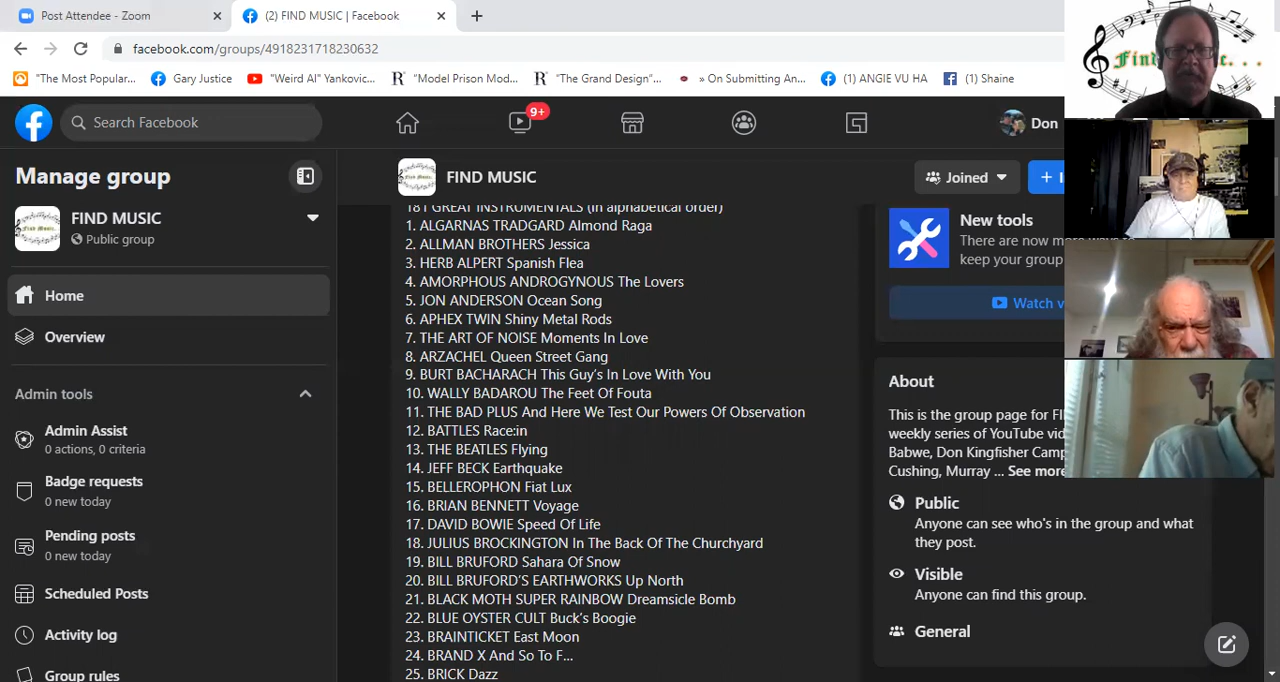 Post Attendee - Zoom
(2) FIND MUSIC | Facebook
facebook.com/groups/4918231718230632
"The Most Popular...
Gary Justice
"Weird Al" Yankovic...
"Model Prison Mod...
"The Grand Design"...
» On Submitting An...
(1) ANGIE VU HA
(1) Shaine
Search Facebook
9+
Don
Manage group
FIND MUSIC
Public group
Home
Overview
Admin tools
Admin Assist
0 actions, 0 criteria
Badge requests
0 new today
Pending posts
0 new today
Scheduled Posts
Activity log
Group rules
FIND MUSIC
Joined
181 GREAT INSTRUMENTALS (in alphabetical order)
1. ALGARNAS TRADGARD Almond Raga
2. ALLMAN BROTHERS Jessica
3. HERB ALPERT Spanish Flea
4. AMORPHOUS ANDROGYNOUS The Lovers
5. JON ANDERSON Ocean Song
6. APHEX TWIN Shiny Metal Rods
7. THE ART OF NOISE Moments In Love
8. ARZACHEL Queen Street Gang
9. BURT BACHARACH This Guy's In Love With You
10. WALLY BADAROU The Feet Of Fouta
11. THE BAD PLUS And Here We Test Our Powers Of Observation
12. BATTLES Race:in
13. THE BEATLES Flying
14. JEFF BECK Earthquake
15. BELLEROPHON Fiat Lux
16. BRIAN BENNETT Voyage
17. DAVID BOWIE Speed Of Life
18. JULIUS BROCKINGTON In The Back Of The Churchyard
19. BILL BRUFORD Sahara Of Snow
20. BILL BRUFORD'S EARTHWORKS Up North
21. BLACK MOTH SUPER RAINBOW Dreamsicle Bomb
22. BLUE OYSTER CULT Buck's Boogie
23. BRAINTICKET East Moon
24. BRAND X And So To F...
25. BRICK Dazz
New tools
There are now more ways to
keep your group
Watch v
About
This is the group page for FI
weekly series of YouTube vid
Babwe, Don Kingfisher Camp
Cushing, Murray ... See more
Public
Anyone can see who's in the group and what
they post.
Visible
Anyone can find this group.
General